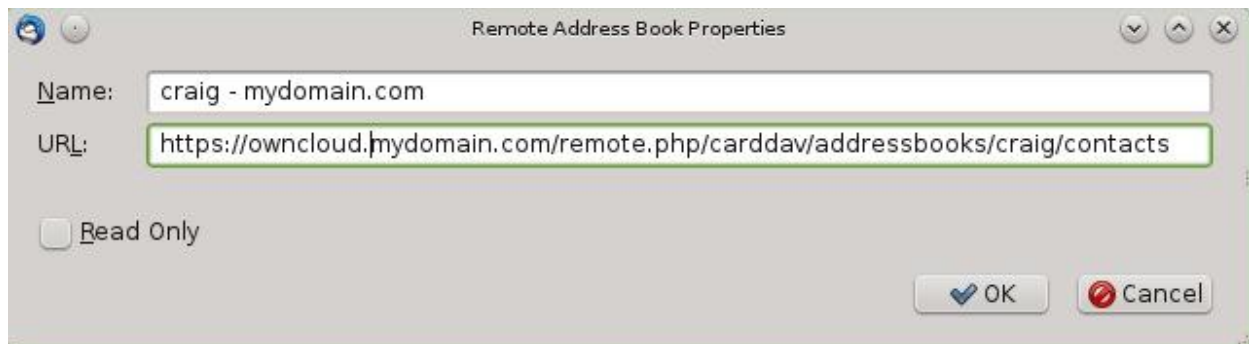 Remote Address Book Properties
Name: craig - mydomain.com
URL: https://owncloud.mydomain.com/remote.php/carddav/addressbooks/craig/contacts
Read Only
OK Cancel